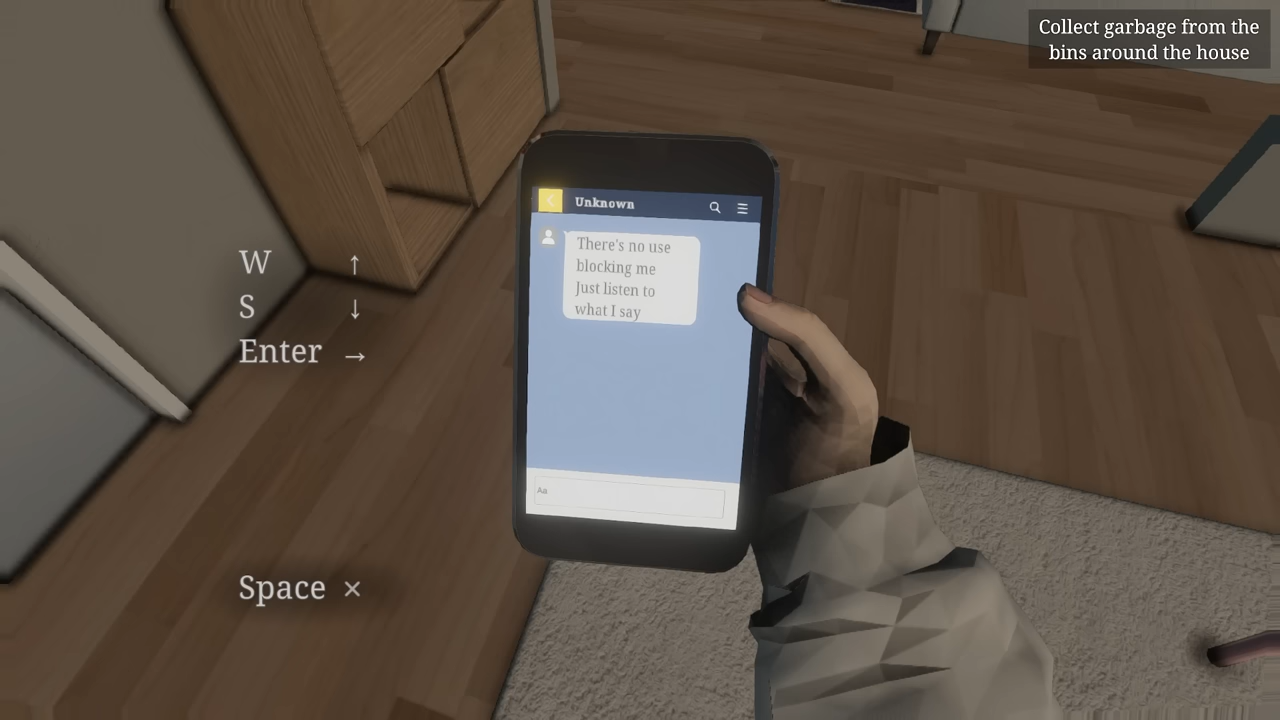 Collect garbage from the
bins around the house
Unknown
There's no use
blocking me
Just listen to
what I say
W ↑
S ↓
Enter →
Space ×
Aa